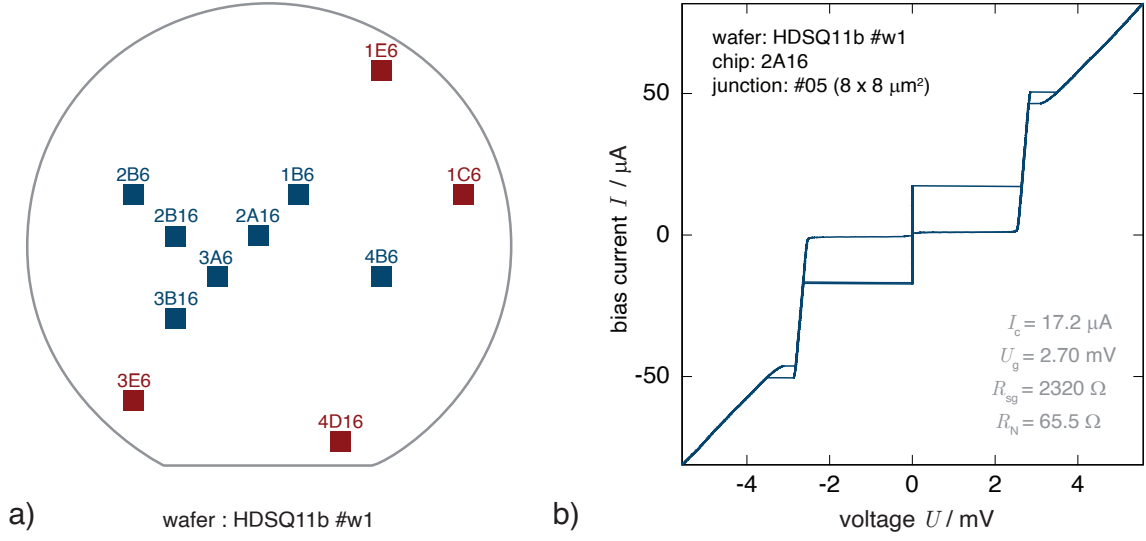 1E6
2B6
1B6
1C6
2B16
2A16
3A6
4B6
3B16
3E6
4D16
a)
wafer : HDSQ11b #w1
wafer: HDSQ11b #w1
chip: 2A16
junction: #05 (8 x 8 μm²)
50
0
-50
bias current I / μA
I_c = 17.2 μA
U_g = 2.70 mV
R_sg = 2320 Ω
R_N = 65.5 Ω
-4
-2
0
2
4
b)
voltage U / mV